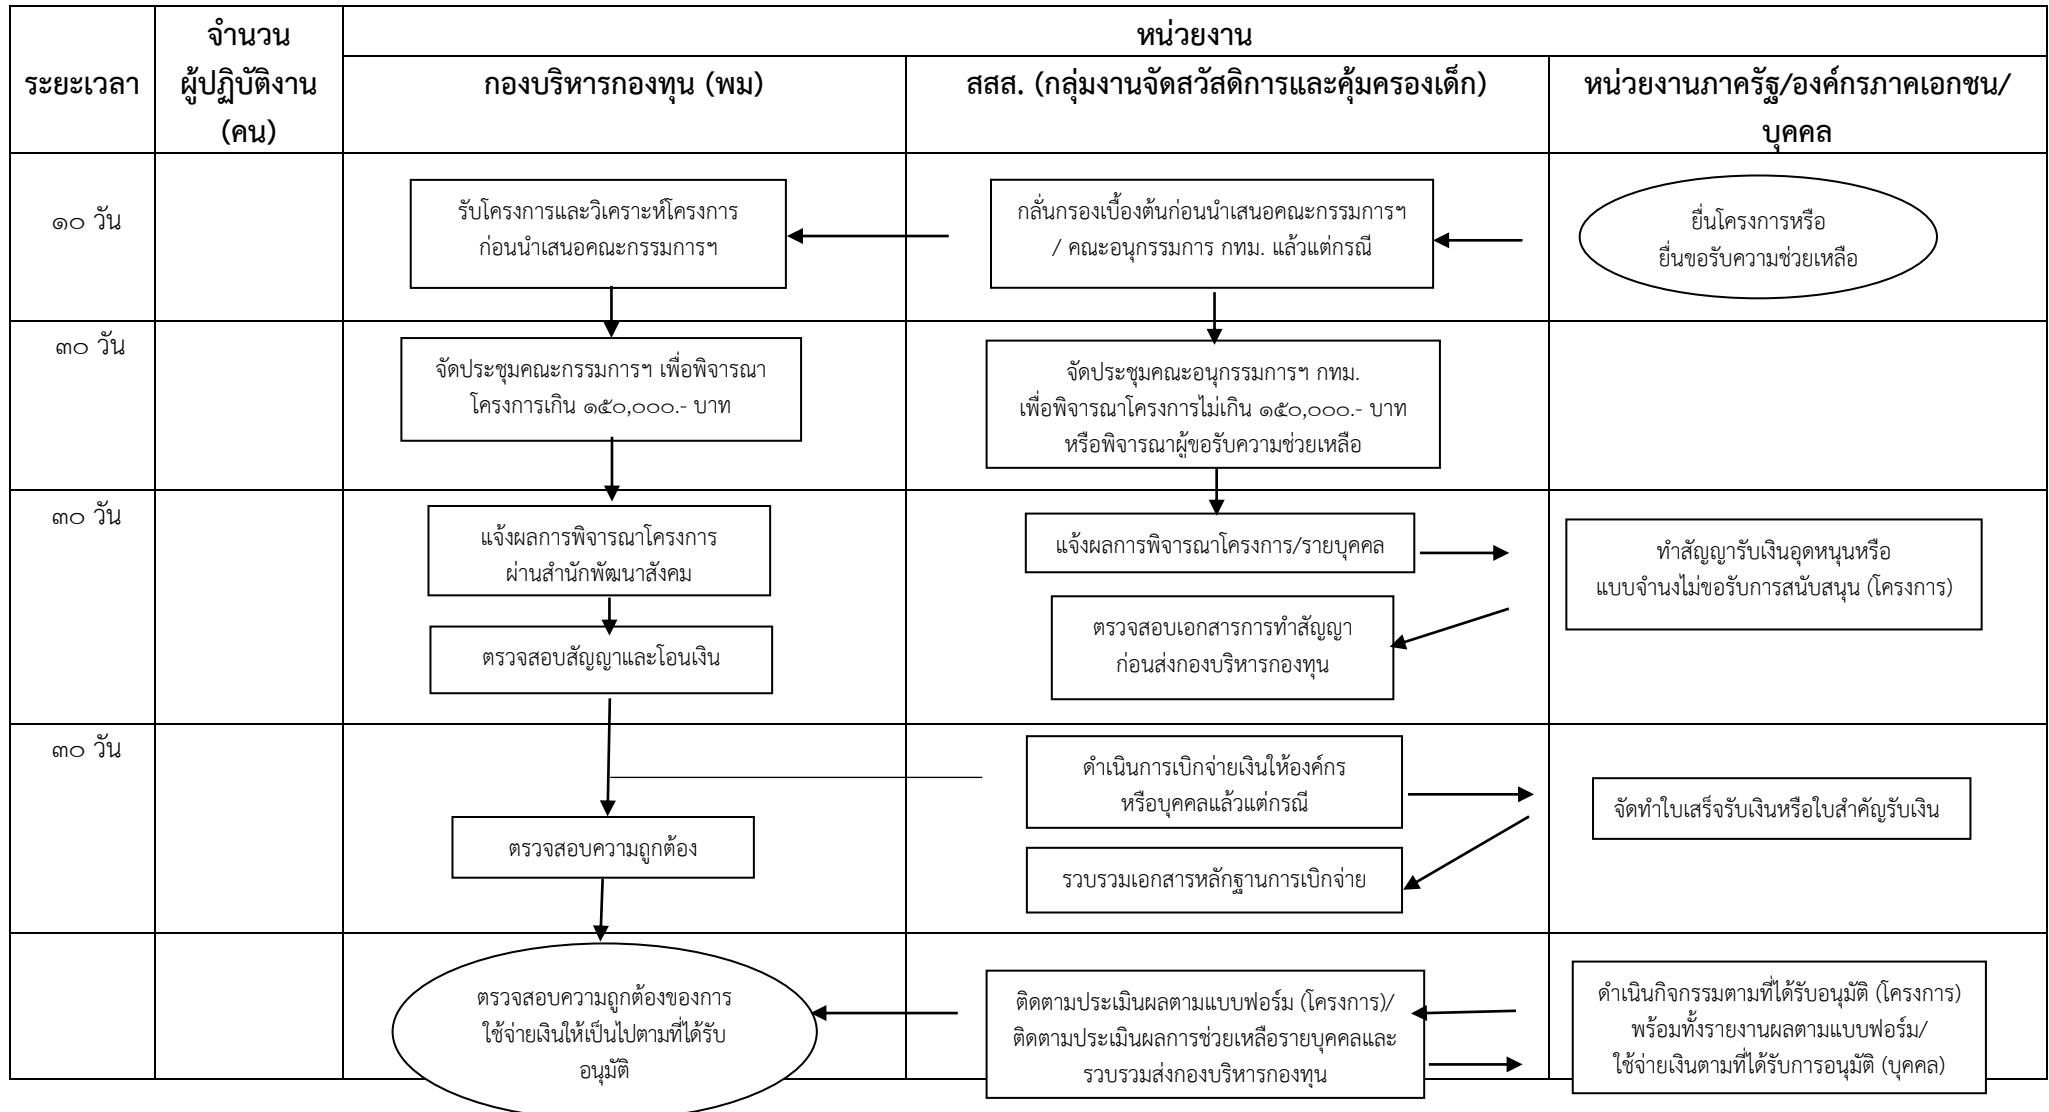 ระยะเวลา
จำนวน
ผู้ปฏิบัติงาน
(คน)
หน่วยงาน
กองบริหารกองทุน (พม)
สสส. (กลุ่มงานจัดสวัสดิการและคุ้มครองเด็ก)
หน่วยงานภาครัฐ/องค์กรภาคเอกชน/
บุคคล
๑๐ วัน
รับโครงการและวิเคราะห์โครงการ
ก่อนนำเสนอคณะกรรมการฯ
กลั่นกรองเบื้องต้นก่อนนำเสนอคณะกรรมการฯ
/ คณะอนุกรรมการ กทม. แล้วแต่กรณี
ยื่นโครงการหรือ
ยื่นขอรับความช่วยเหลือ
๓๐ วัน
จัดประชุมคณะกรรมการฯ เพื่อพิจารณา
โครงการเกิน ๑๕๐,๐๐๐.- บาท
จัดประชุมคณะอนุกรรมการฯ กทม.
เพื่อพิจารณาโครงการไม่เกิน ๑๕๐,๐๐๐.- บาท
หรือพิจารณาผู้ขอรับความช่วยเหลือ
๓๐ วัน
แจ้งผลการพิจารณาโครงการ
ผ่านสำนักพัฒนาสังคม
แจ้งผลการพิจารณาโครงการ/รายบุคคล
ทำสัญญารับเงินอุดหนุนหรือ
แบบจำนงไม่ขอรับการสนับสนุน (โครงการ)
ตรวจสอบสัญญาและโอนเงิน
ตรวจสอบเอกสารการทำสัญญา
ก่อนส่งกองบริหารกองทุน
๓๐ วัน
ดำเนินการเบิกจ่ายเงินให้องค์กร
หรือบุคคลแล้วแต่กรณี
จัดทำใบเสร็จรับเงินหรือใบสำคัญรับเงิน
ตรวจสอบความถูกต้อง
รวบรวมเอกสารหลักฐานการเบิกจ่าย
ตรวจสอบความถูกต้องของการ
ใช้จ่ายเงินให้เป็นไปตามที่ได้รับ
อนุมัติ
ติดตามประเมินผลตามแบบฟอร์ม (โครงการ)/
ติดตามประเมินผลการช่วยเหลือรายบุคคลและ
รวบรวมส่งกองบริหารกองทุน
ดำเนินกิจกรรมตามที่ได้รับอนุมัติ (โครงการ)
พร้อมทั้งรายงานผลตามแบบฟอร์ม/
ใช้จ่ายเงินตามที่ได้รับการอนุมัติ (บุคคล)